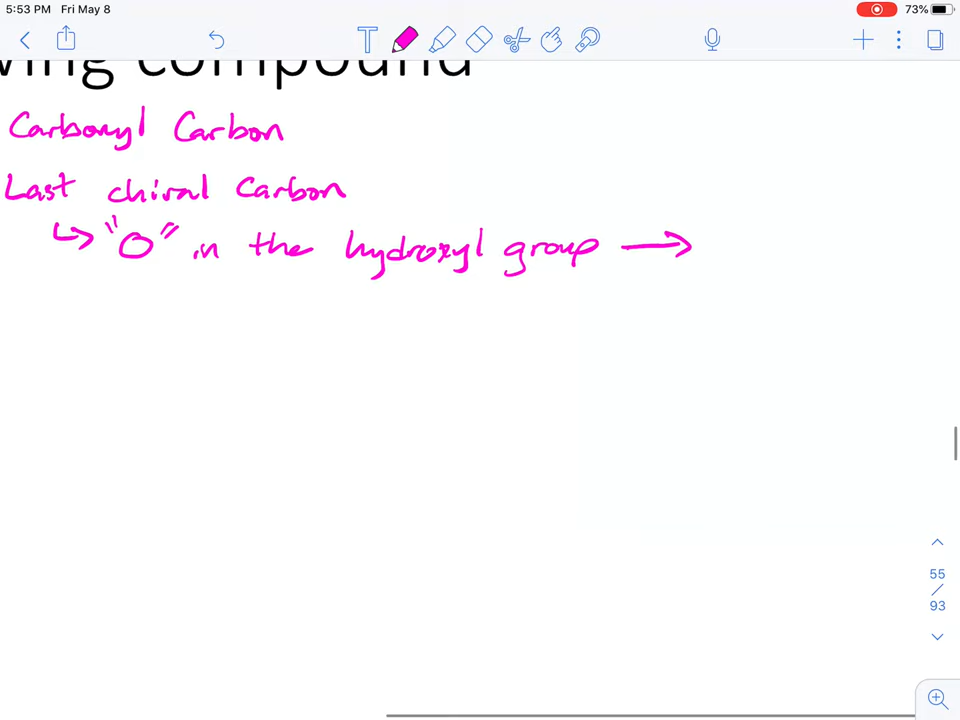 5:53 PM Fri May 8 73%
wing compound
Carbonyl Carbon
Last chiral Carbon
↳ "O" in the hydroxyl group →
55
/
93